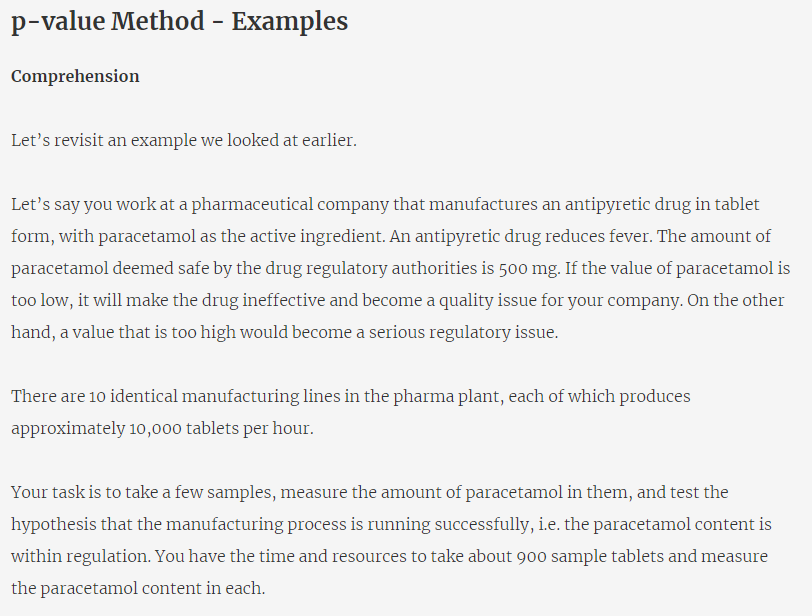 p-value Method - Examples
Comprehension
Let’s revisit an example we looked at earlier.
Let’s say you work at a pharmaceutical company that manufactures an antipyretic drug in tablet
form, with paracetamol as the active ingredient. An antipyretic drug reduces fever. The amount of
paracetamol deemed safe by the drug regulatory authorities is 500 mg. If the value of paracetamol is
too low, it will make the drug ineffective and become a quality issue for your company. On the other
hand, a value that is too high would become a serious regulatory issue.
There are 10 identical manufacturing lines in the pharma plant, each of which produces
approximately 10,000 tablets per hour.
Your task is to take a few samples, measure the amount of paracetamol in them, and test the
hypothesis that the manufacturing process is running successfully, i.e. the paracetamol content is
within regulation. You have the time and resources to take about 900 sample tablets and measure
the paracetamol content in each.